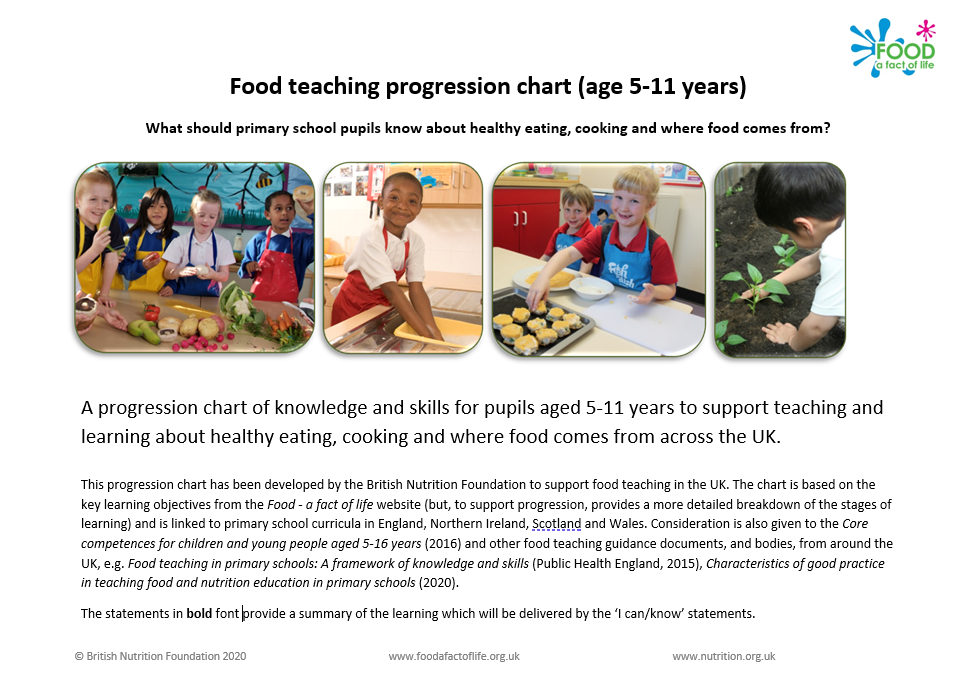 FOOD
a fact of life
Food teaching progression chart (age 5-11 years)
What should primary school pupils know about healthy eating, cooking and where food comes from?
A progression chart of knowledge and skills for pupils aged 5-11 years to support teaching and
learning about healthy eating, cooking and where food comes from across the UK.
This progression chart has been developed by the British Nutrition Foundation to support food teaching in the UK. The chart is based on the
key learning objectives from the Food - a fact of life website (but, to support progression, provides a more detailed breakdown of the stages of
learning) and is linked to primary school curricula in England, Northern Ireland, Scotland and Wales. Consideration is also given to the Core
competences for children and young people aged 5-16 years (2016) and other food teaching guidance documents, and bodies, from around the
UK, e.g. Food teaching in primary schools: A framework of knowledge and skills (Public Health England, 2015), Characteristics of good practice
in teaching food and nutrition education in primary schools (2020).
The statements in bold font provide a summary of the learning which will be delivered by the ‘I can/know’ statements.
© British Nutrition Foundation 2020
www.foodafactoflife.org.uk
www.nutrition.org.uk